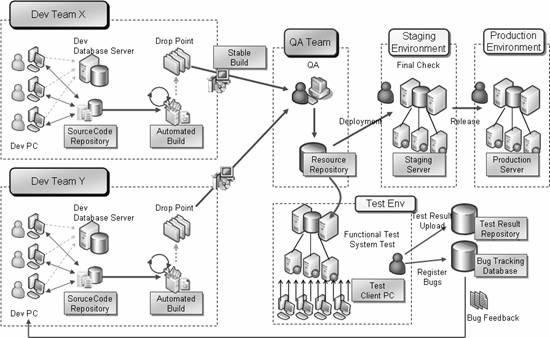 Dev Team X
Dev
Database Server
Drop Point
Dev PC
SourceCode
Repository
Automated
Build
Stable
Build
QA Team
QA
Resource
Repository
Deployment
Staging
Environment
Final Check
Staging
Server
Release
Production
Environment
Production
Server
Dev Team Y
Dev
Database Server
Drop Point
Dev PC
SoruceCode
Repository
Automated
Build
Test Env
Functional Test
System Test
Test
Client PC
Test Result
Upload
Register
Bugs
Test Result
Repository
Bug Tracking
Database
Bug Feedback